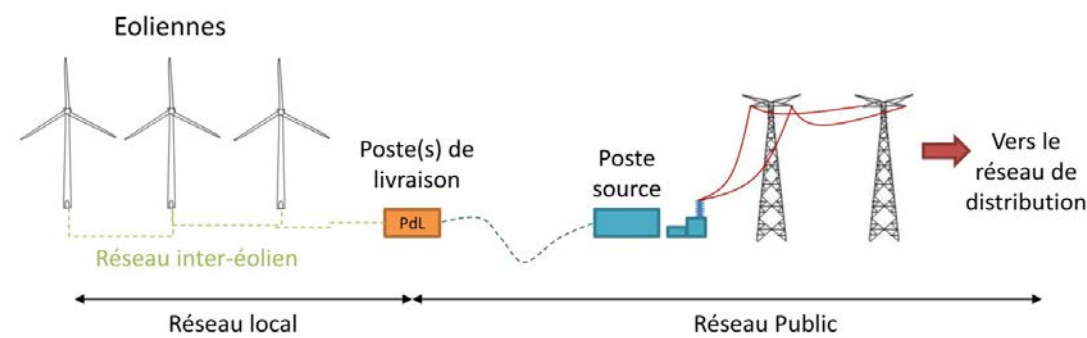 Eoliennes
Poste(s) de
livraison
PdL
Poste
source
Vers le
réseau de
distribution
Réseau inter-éolien
Réseau local
Réseau Public